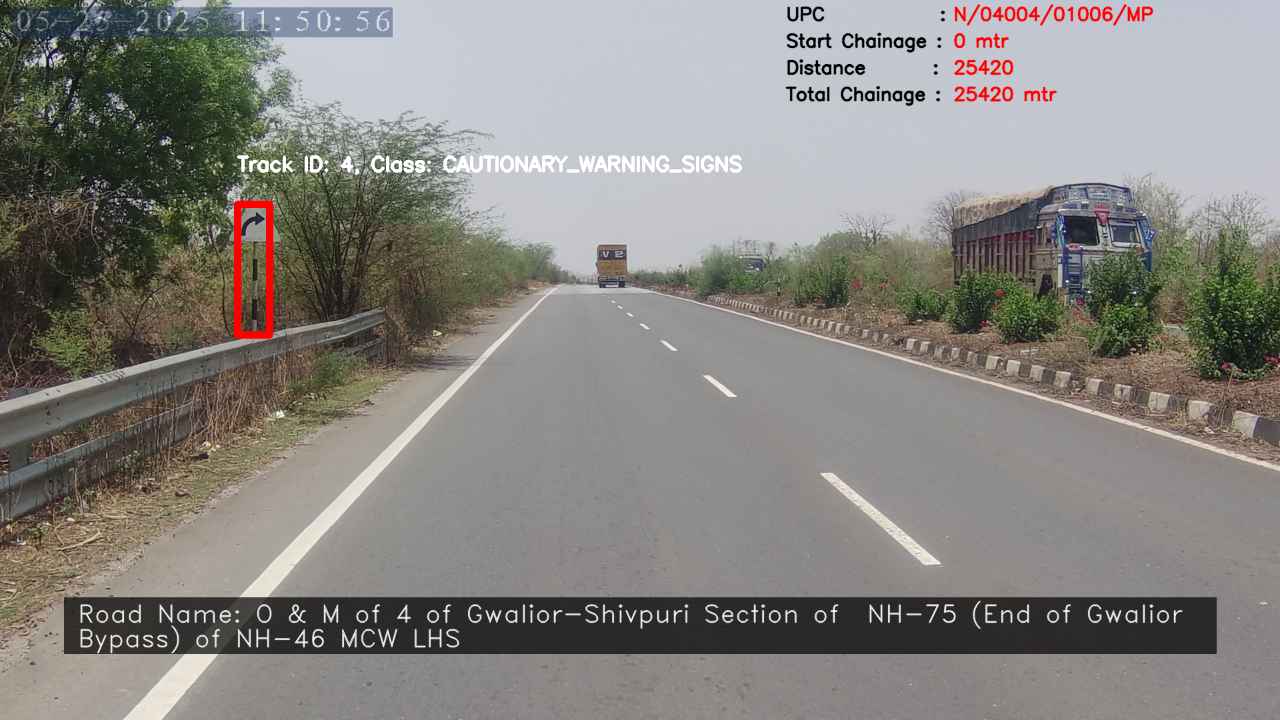 05-28-2025 11:50:56
UPC : N/04004/01006/MP
Start Chainage : 0 mtr
Distance : 25420
Total Chainage : 25420 mtr
Track ID: 4, Class: CAUTIONARY_WARNING_SIGNS
V 2
Road Name: O & M of 4 of Gwalior-Shivpuri Section of NH-75 (End of Gwalior
Bypass) of NH-46 MCW LHS